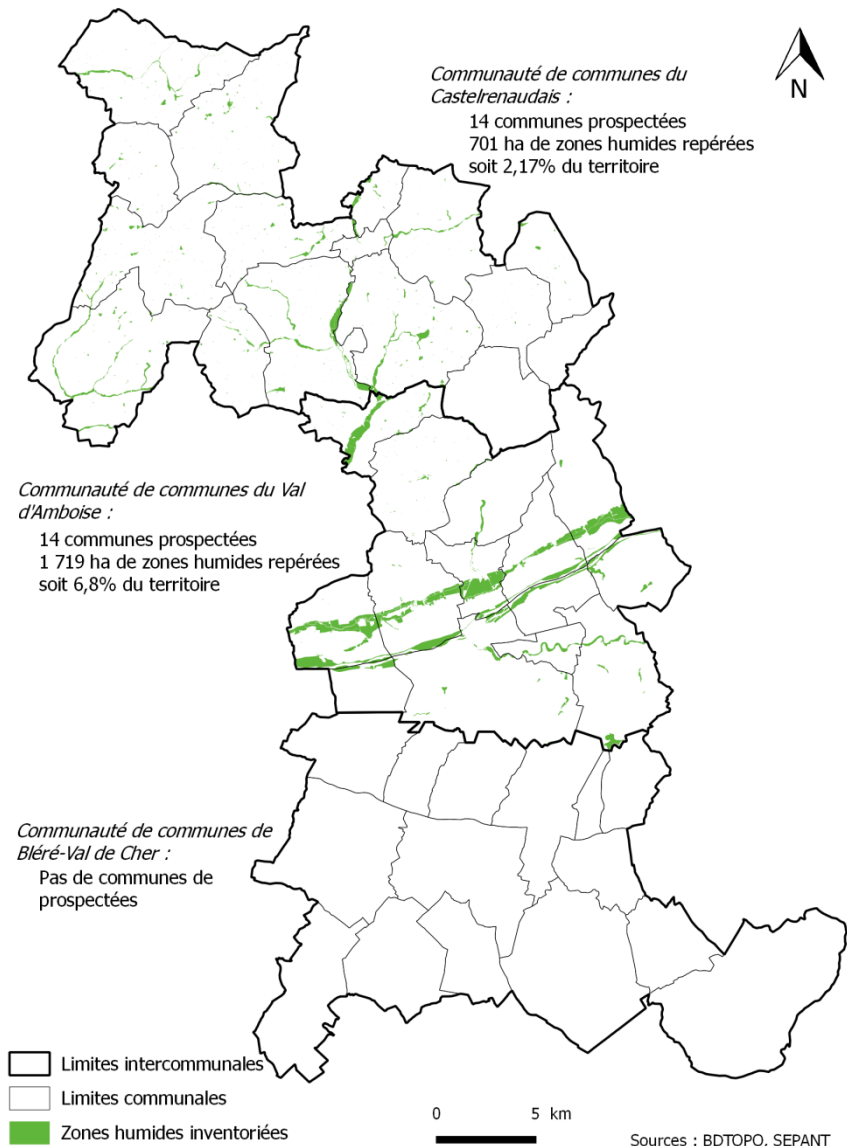 Communauté de communes du
Castelrenaudais :
14 communes prospectées
701 ha de zones humides repérées
soit 2,17% du territoire
N
Communauté de communes du Val
d'Amboise :
14 communes prospectées
1 719 ha de zones humides repérées
soit 6,8% du territoire
Communauté de communes de
Bléré-Val de Cher :
Pas de communes de
prospectées
Limites intercommunales
Limites communales
Zones humides inventoriées
0 5 km
Sources : BDTOPO, SEPANT